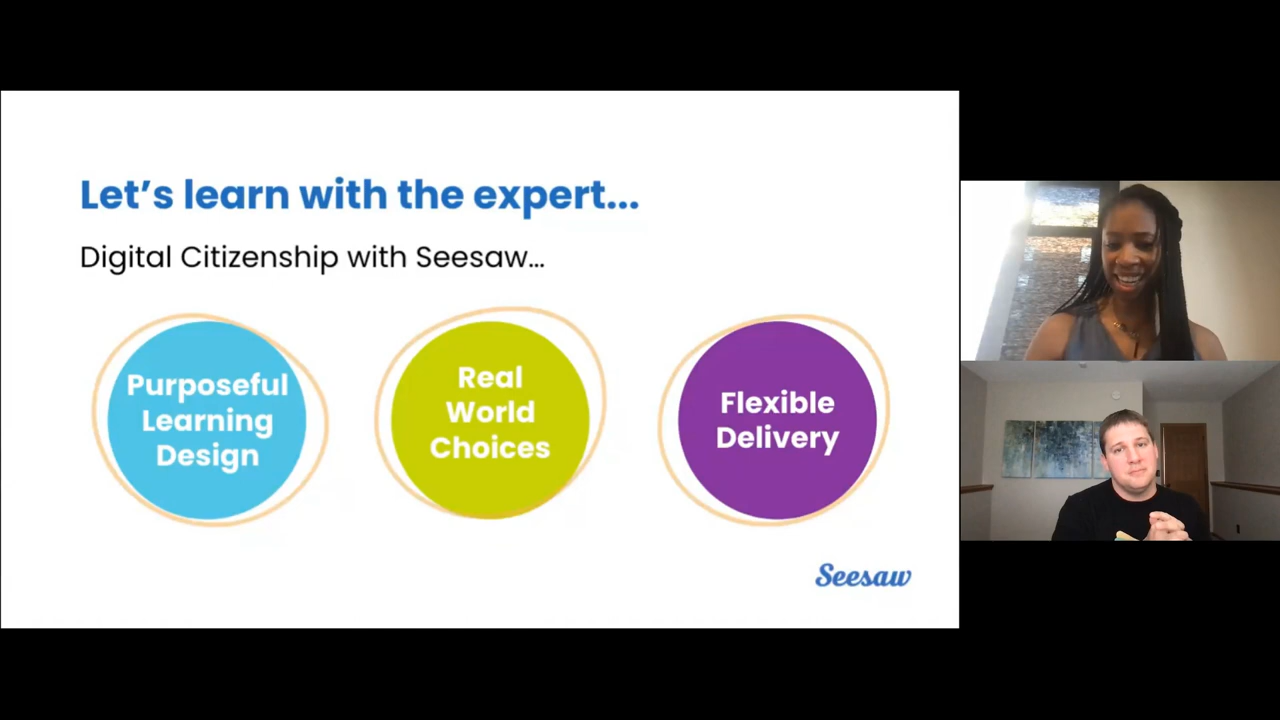 Let's learn with the expert...
Digital Citizenship with Seesaw...
Purposeful
Learning
Design
Real
World
Choices
Flexible
Delivery
Seesaw